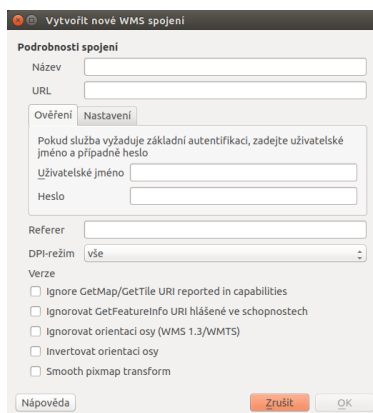 Vytvořit nové WMS spojení
Podrobnosti spojení
Název
URL
Ověření Nastavení
Pokud služba vyžaduje základní autentifikaci, zadejte uživatelské
jméno a případně heslo
Uživatelské jméno
Heslo
Referer
DPI-režim vše
Verze
Ignore GetMap/GetTile URI reported in capabilities
Ignorovat GetFeatureInfo URI hlášené ve schopnostech
Ignorovat orientaci osy (WMS 1.3/WMTS)
Invertovat orientaci osy
Smooth pixmap transform
Nápověda Zrušit OK